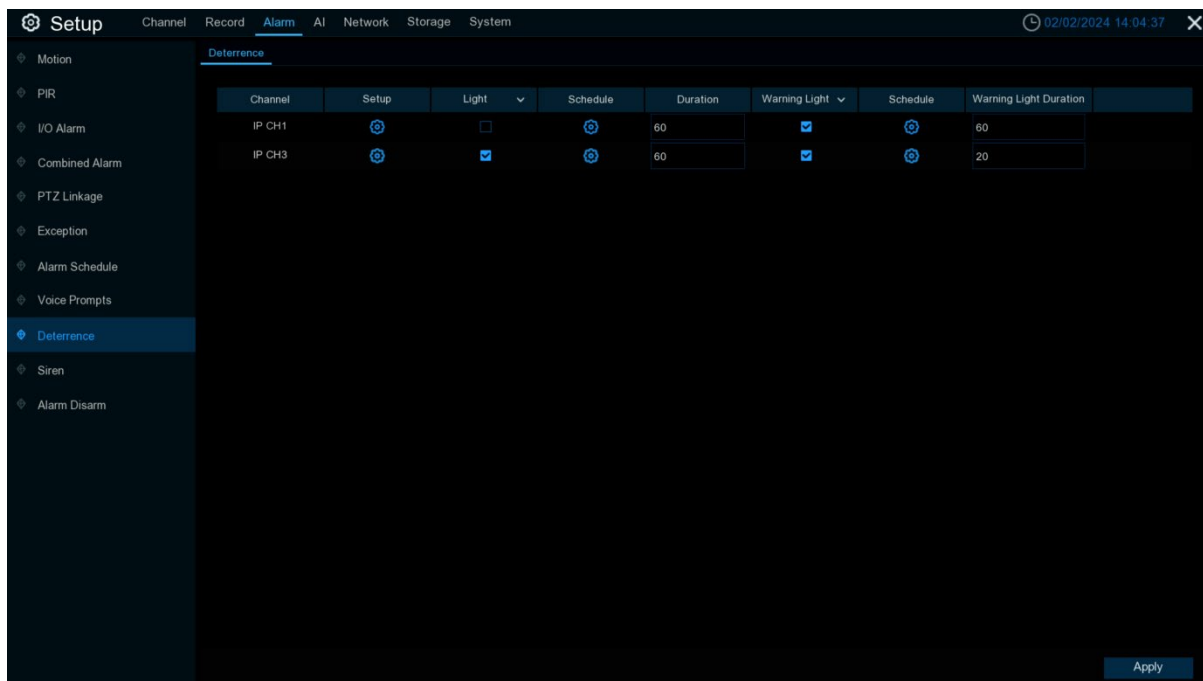 Setup Channel Record Alarm AI Network Storage System 02/02/2024 14:04:37
Deterrence
Motion
PIR
I/O Alarm
Combined Alarm
PTZ Linkage
Exception
Alarm Schedule
Voice Prompts
Deterrence
Siren
Alarm Disarm
Channel Setup Light Schedule Duration Warning Light Schedule Warning Light Duration
IP CH1 60 60
IP CH3 60 20
Apply